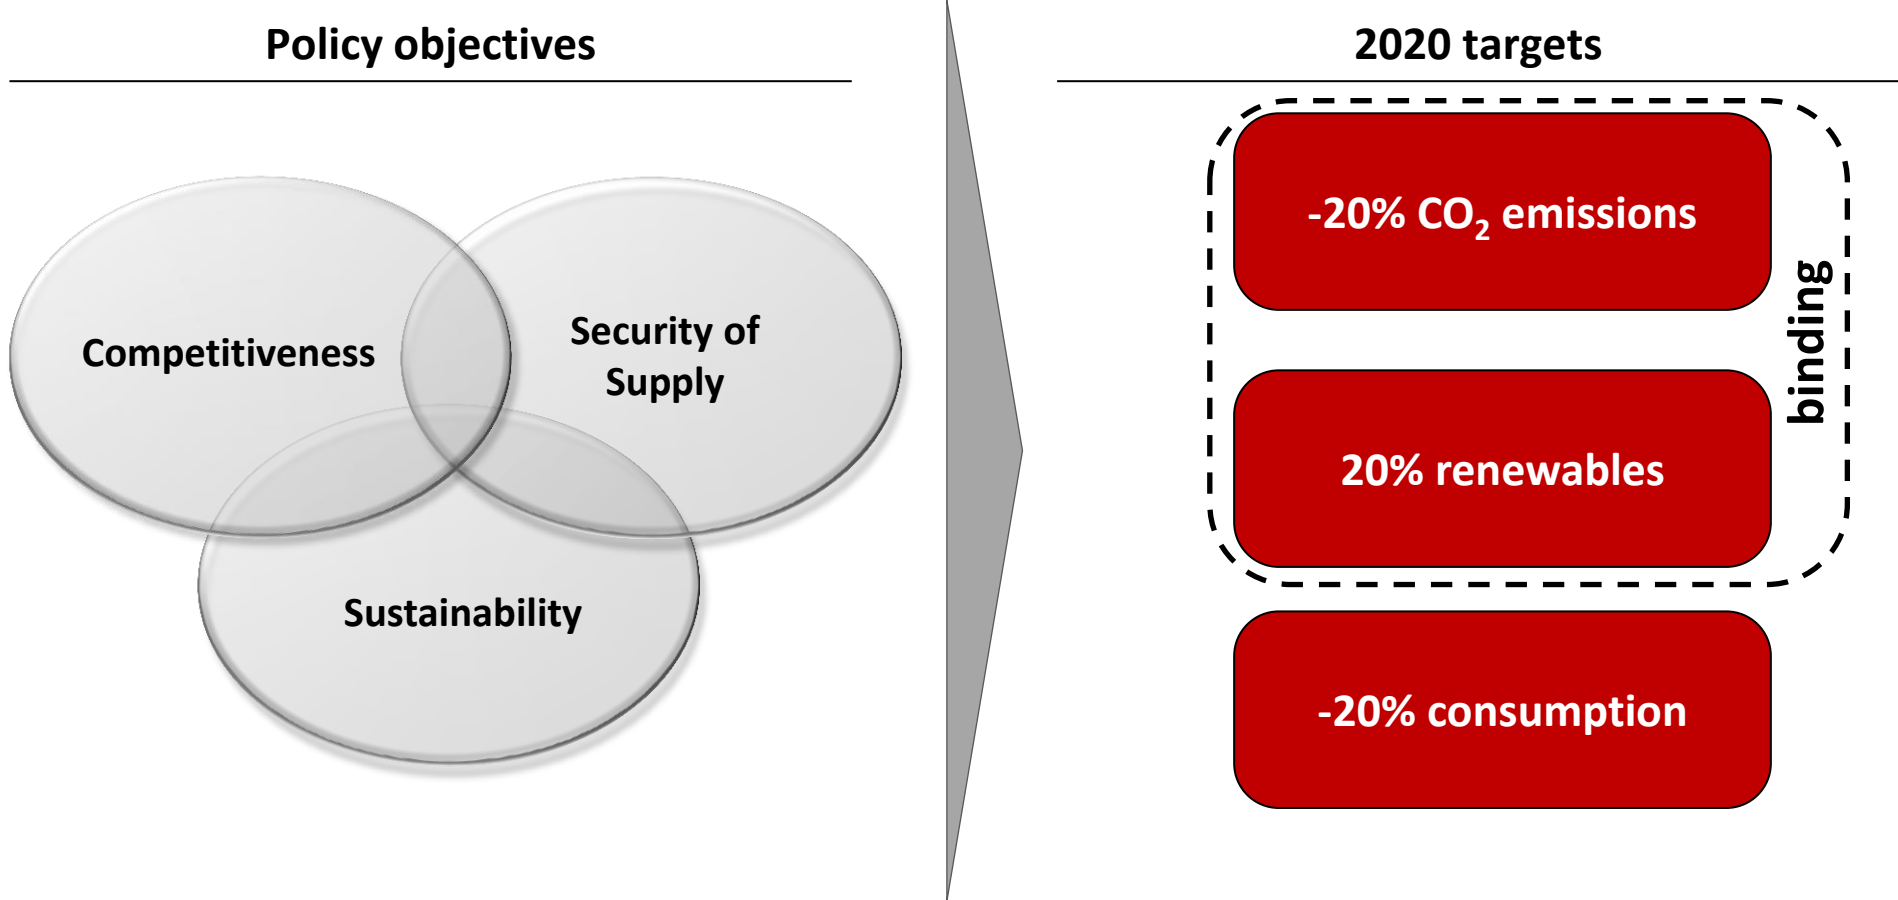 Policy objectives
Competitiveness
Security of
Supply
Sustainability
2020 targets
-20% CO₂ emissions
20% renewables
binding
-20% consumption